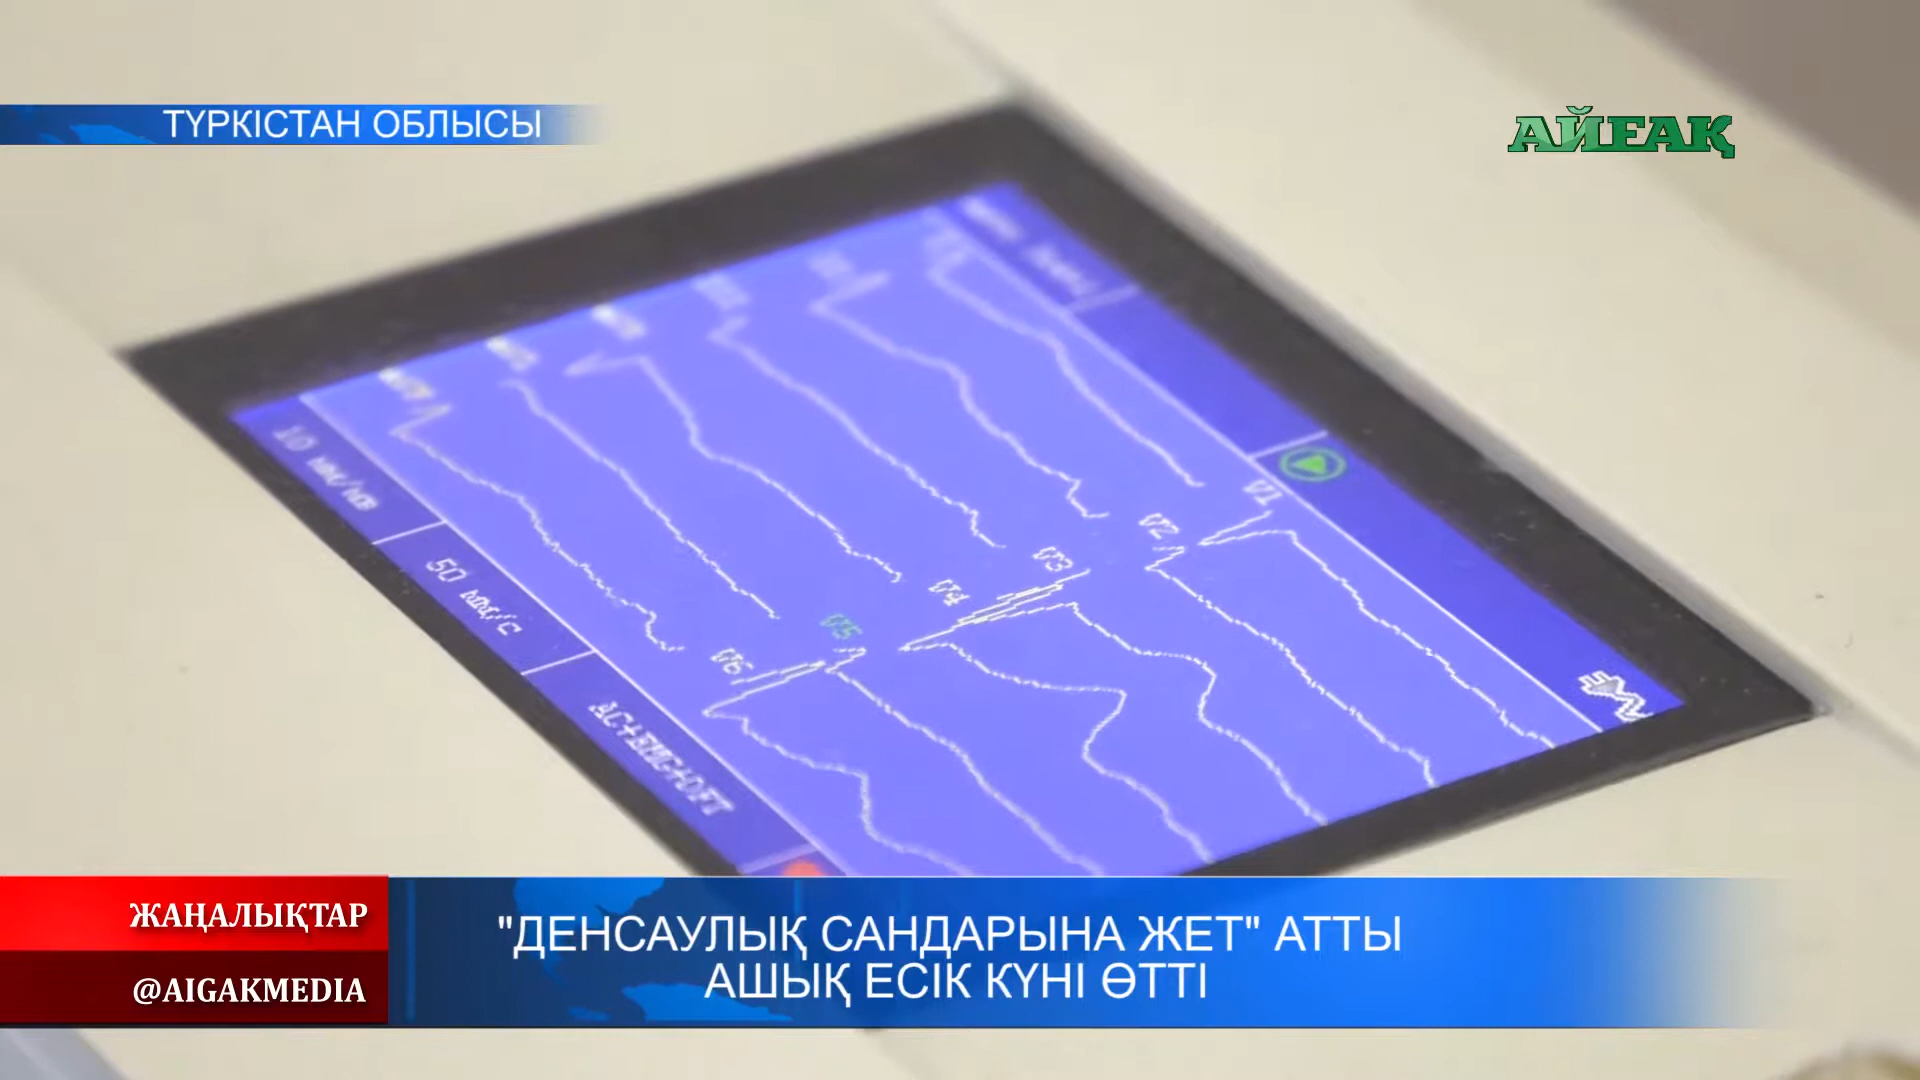 ТҮРКІСТАН ОБЛЫСЫ
АЙҒАҚ
V1
V2
V3
V4
V5
V6
10 мм/мВ
50 мм/с
ЖАҢАЛЫҚТАР
@AIGAKMEDIA
"ДЕНСАУЛЫҚ САНДАРЫНА ЖЕТ" АТТЫ
АШЫҚ ЕСІК КҮНІ ӨТТІ